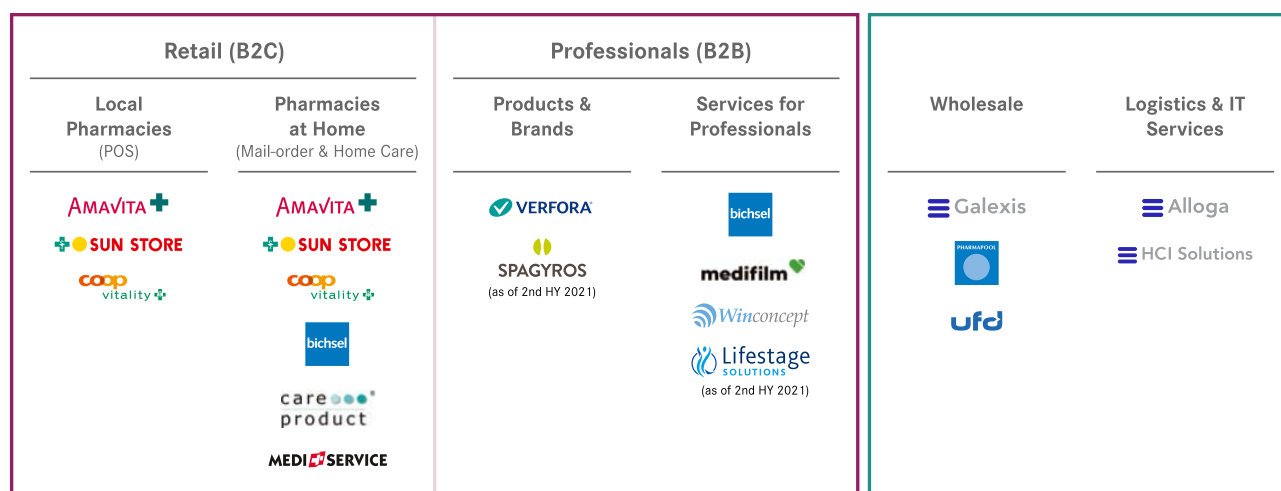 Retail (B2C)
Professionals (B2B)
Local
Pharmacies
(POS)
Pharmacies
at Home
(Mail-order & Home Care)
Products &
Brands
Services for
Professionals
Wholesale
Logistics & IT
Services
AMAVITA
SUN STORE
coop
vitality
AMAVITA
SUN STORE
coop
vitality
bichsel
care
product
MEDI SERVICE
VERFORA®
SPAGYROS
(as of 2nd HY 2021)
bichsel
medifilm
Winconcept
Lifestage
SOLUTIONS
(as of 2nd HY 2021)
Galexis
PHARMAPOOL
ufd
Alloga
HCI Solutions